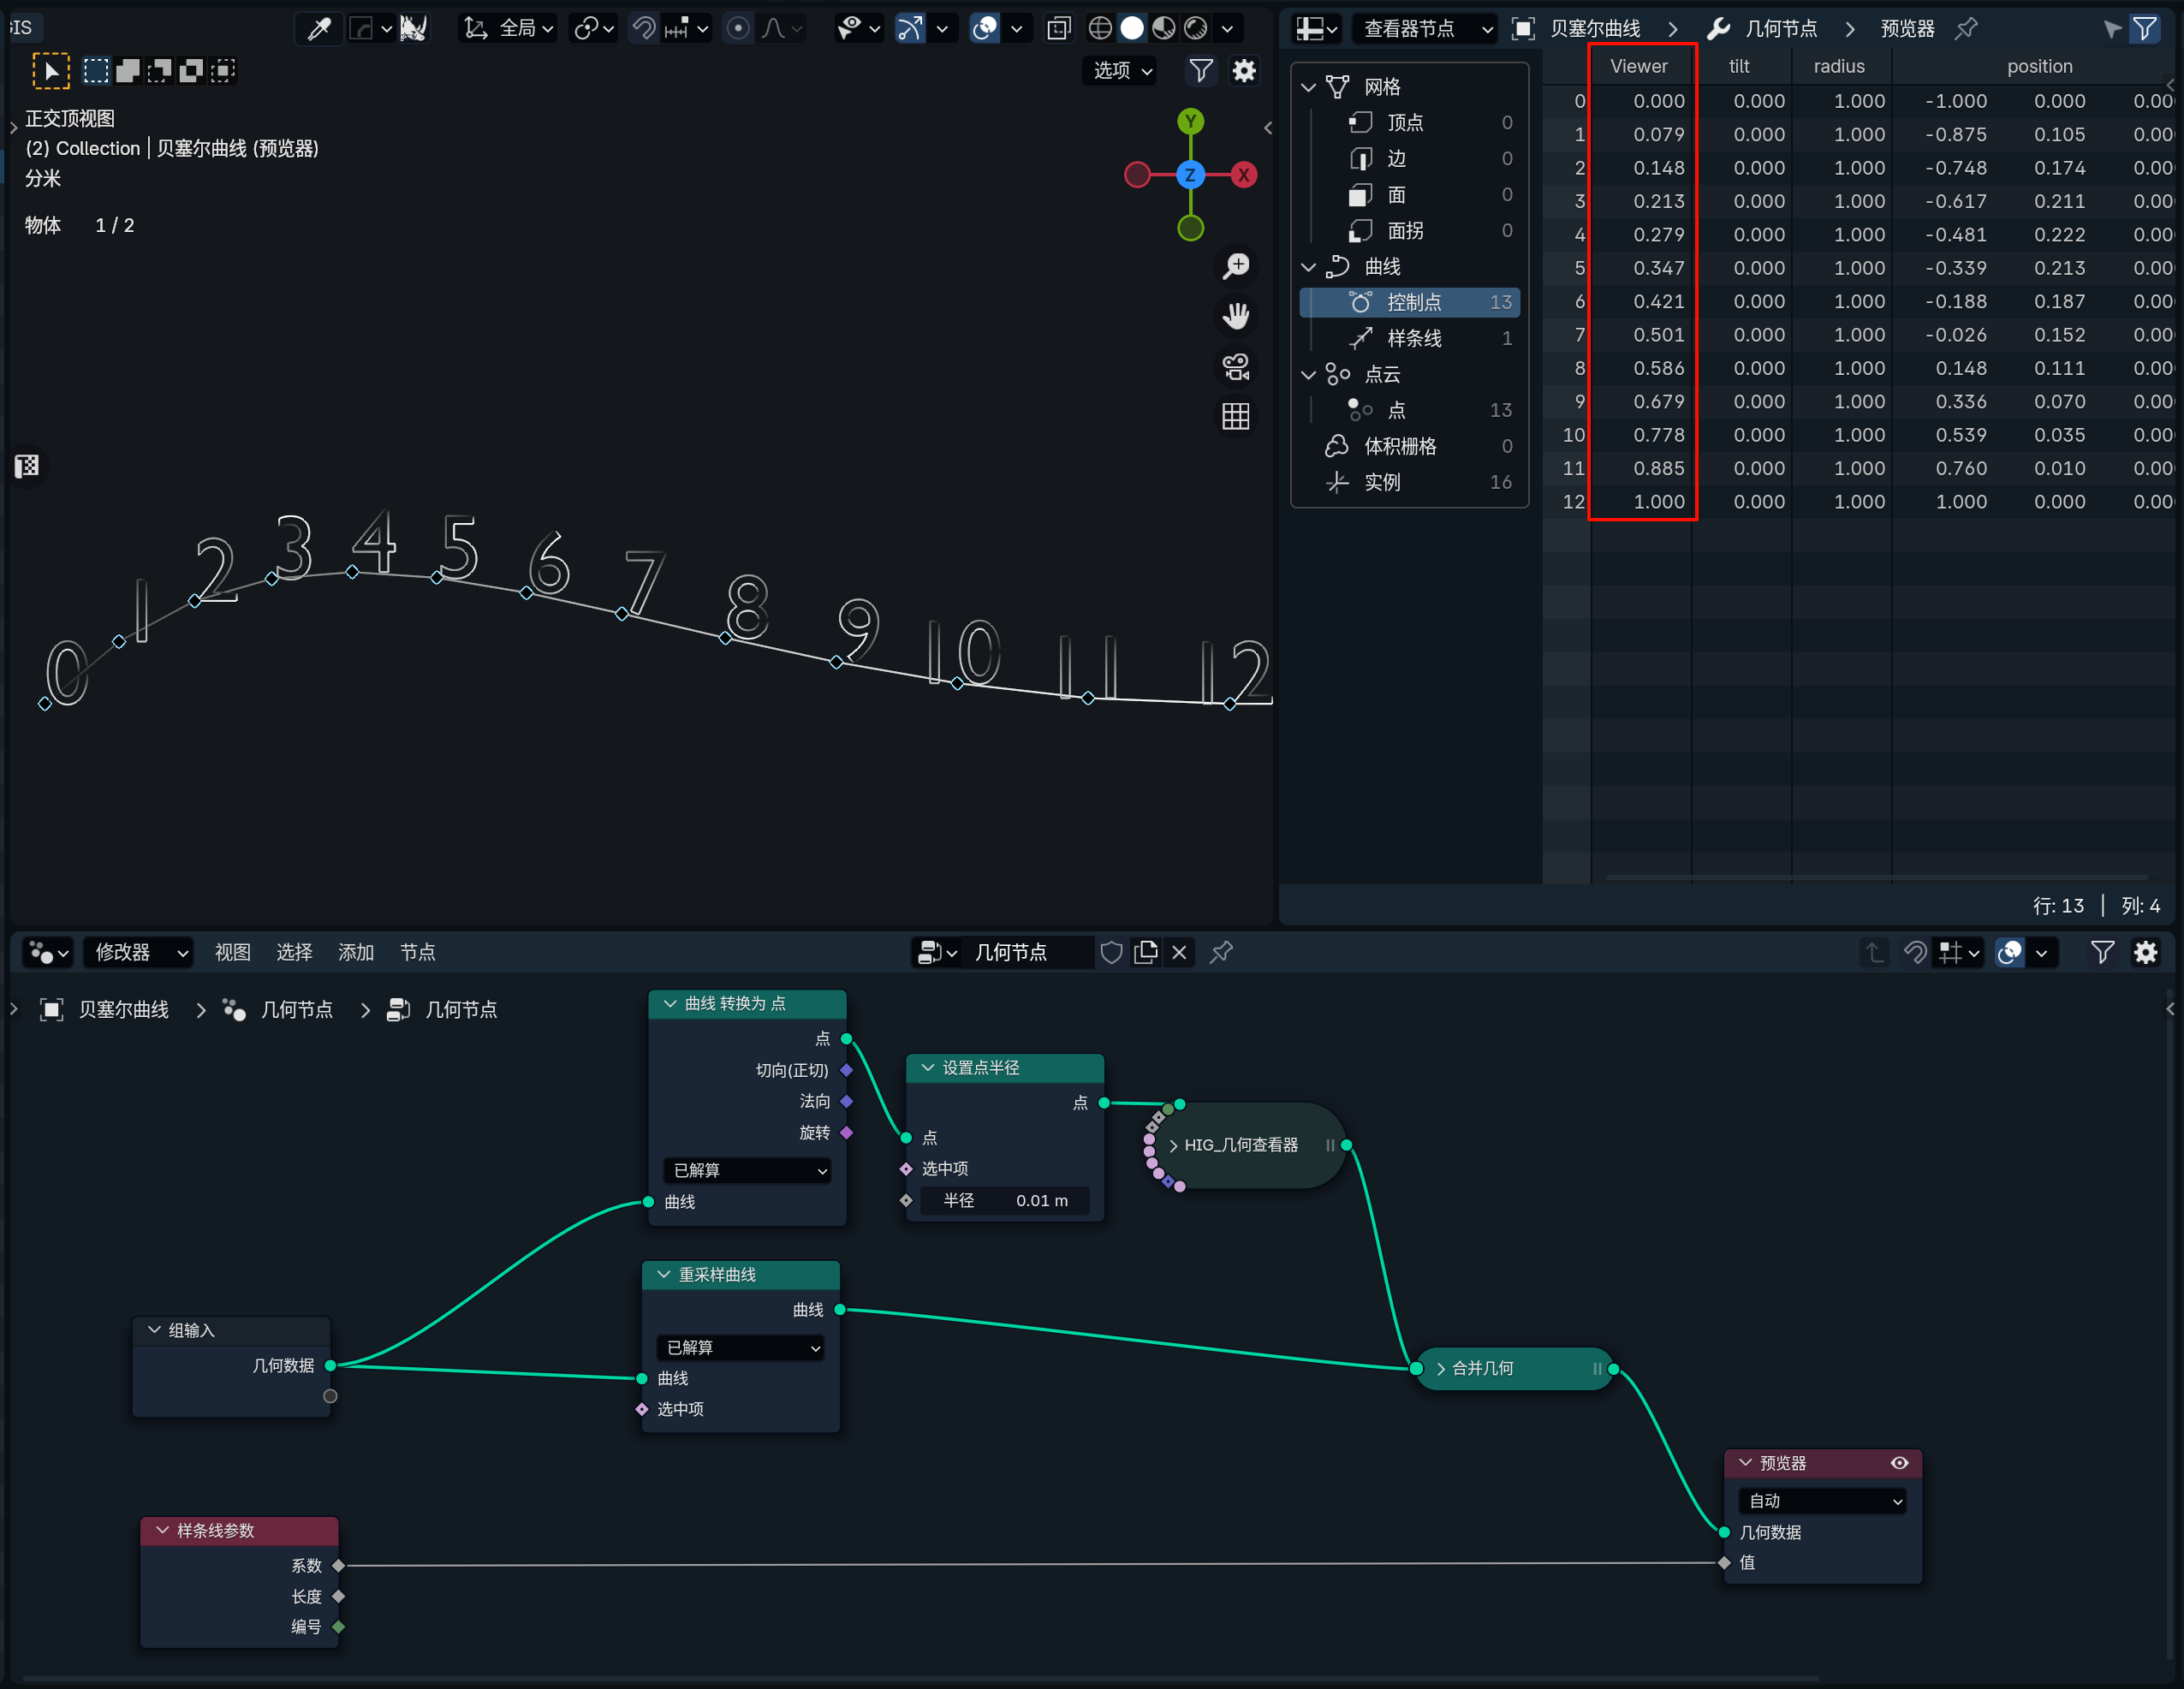 GIS
全局
选项
正交顶视图
(2) Collection | 贝塞尔曲线 (预览器)
分米
物体 1 / 2
Y
Z
X
0
1
2
3
4
5
6
7
8
9
10
11
12
查看器节点 贝塞尔曲线 几何节点 预览器
网格
顶点 0
边 0
面 0
面拐 0
曲线
控制点 13
样条线 1
点云
点 13
体积栅格 0
实例 16
Viewer tilt radius position
0 0.000 0.000 1.000 -1.000 0.000 0.00
1 0.079 0.000 1.000 -0.875 0.105 0.00
2 0.148 0.000 1.000 -0.748 0.174 0.00
3 0.213 0.000 1.000 -0.617 0.211 0.00
4 0.279 0.000 1.000 -0.481 0.222 0.00
5 0.347 0.000 1.000 -0.339 0.213 0.00
6 0.421 0.000 1.000 -0.188 0.187 0.00
7 0.501 0.000 1.000 -0.026 0.152 0.00
8 0.586 0.000 1.000 0.148 0.111 0.00
9 0.679 0.000 1.000 0.336 0.070 0.00
10 0.778 0.000 1.000 0.539 0.035 0.00
11 0.885 0.000 1.000 0.760 0.010 0.00
12 1.000 0.000 1.000 1.000 0.000 0.00
行: 13 | 列: 4
修改器 视图 选择 添加 节点 几何节点
贝塞尔曲线 几何节点 几何节点
曲线 转换为 点
点
切向(正切)
法向
旋转
已解算
曲线
设置点半径
点
点
选中项
半径 0.01 m
HIG_几何查看器
重采样曲线
曲线
已解算
曲线
选中项
组输入
几何数据
合并几何
预览器
自动
几何数据
值
样条线参数
系数
长度
编号